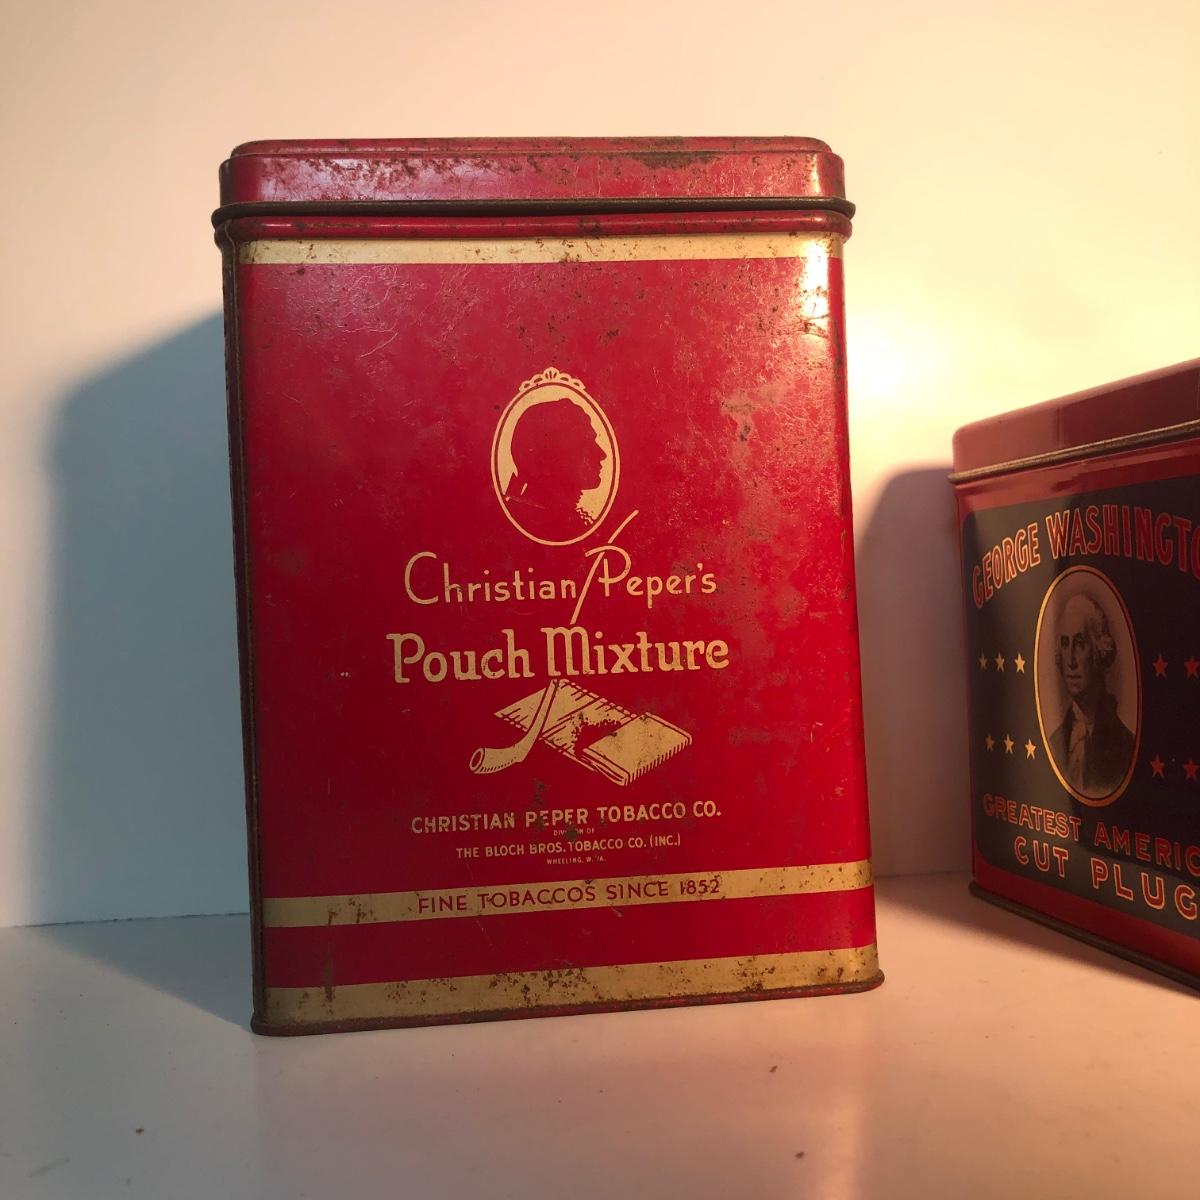 Christian Peper's
Pouch Mixture
CHRISTIAN PEPER TOBACCO CO.
DIVISION OF
THE BLOCH BROS. TOBACCO CO. (INC.)
WHEELING, W. VA.
FINE TOBACCOS SINCE 1852
GEORGE WASHINGTO
GREATEST AMERIC
CUT PLUG